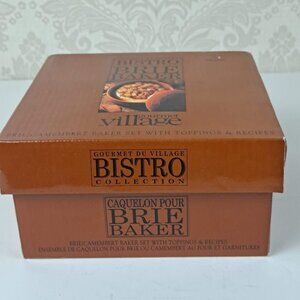 BISTRO
BRIE
BAKER
gourmet
village
BRIE/CAMEMBERT BAKER SET WITH TOPPINGS & RECIPES
GOURMET DU VILLAGE
BISTRO
COLLECTION
CAQUELON POUR
BRIE
BAKER
BRIE/CAMEMBERT BAKER SET WITH TOPPINGS & RECIPES
ENSEMBLE DE CAQUELON POUR BRIE OU CAMEMBERT AU FOUR ET GARNITURES